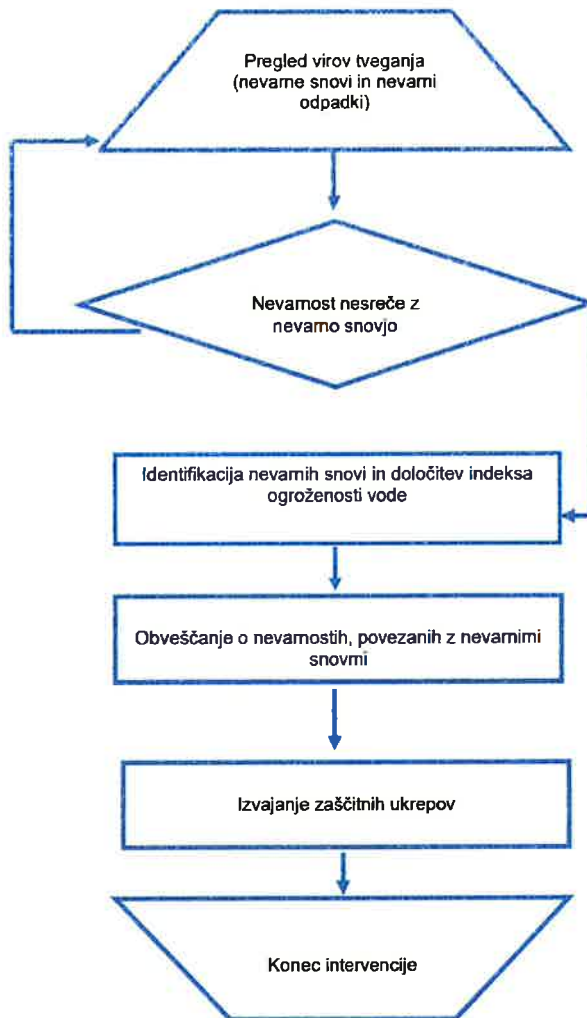 Pregled virov tveganja
(nevarne snovi in nevarni
odpadki)
Nevarnost nesreče z
nevarno snovjo
Identifikacija nevarnih snovi in določitev indeksa
ogroženosti vode
Obveščanje o nevarnostih, povezanih z nevarnimi
snovmi
Izvajanje zaščitnih ukrepov
Konec intervencije